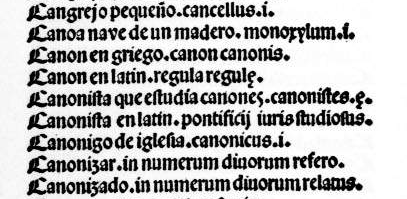 Cangrejo pequeño.cancellus.i.
Canoa naue de un madero. monoxylum.i.
Canon en griego.canon canonis.
Canon en latin.regula regulę.
Canonista que estudia canones.canonistes.ę.
Canonista en latin.pontificij iuris studiosus.
Canonigo de iglesia.canonicus.i.
Canonizar.in numerum diuorum refero.
Canonizado.in numerum diuorum relatus.